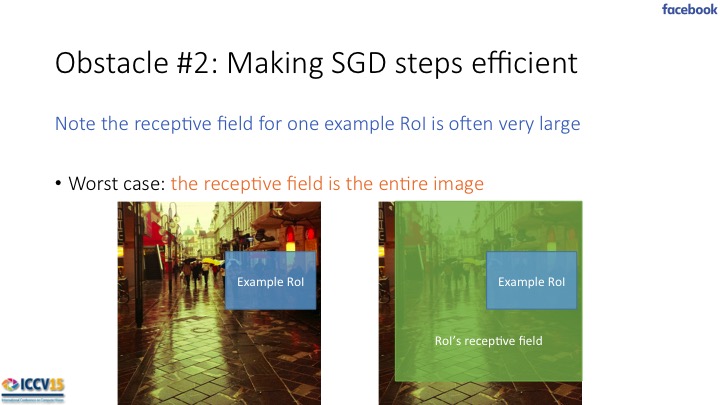 facebook
Obstacle #2: Making SGD steps efficient
Note the receptive field for one example RoI is often very large
• Worst case: the receptive field is the entire image
Example RoI
Example RoI
RoI's receptive field
ICCV15